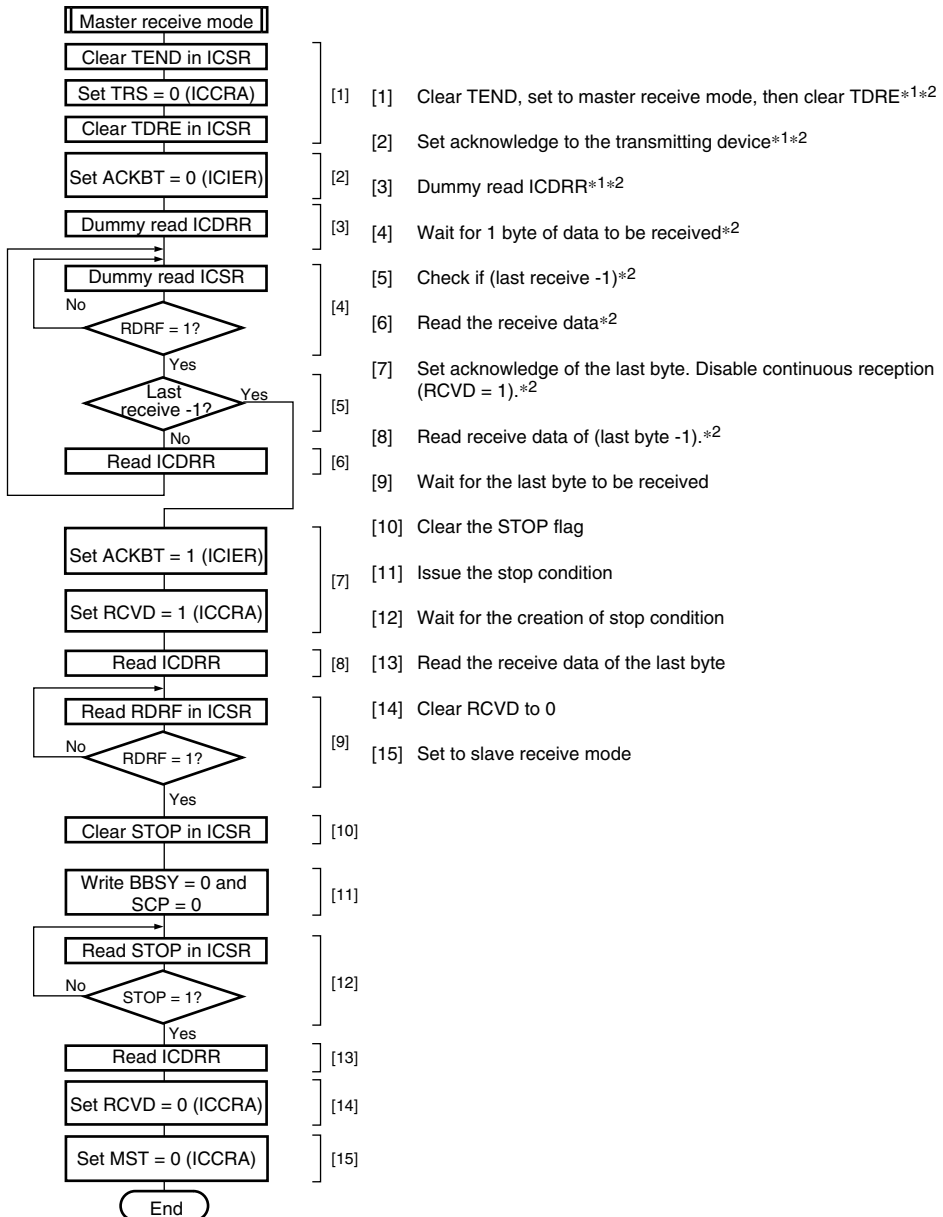 Master receive mode
Clear TEND in ICSR
Set TRS = 0 (ICCRA)
Clear TDRE in ICSR
[1]
Set ACKBT = 0 (ICIER)
[2]
Dummy read ICDRR
[3]
Dummy read ICSR
No
RDRF = 1?
[4]
Yes
Last
receive -1?
Yes
[5]
No
Read ICDRR
[6]
Set ACKBT = 1 (ICIER)
Set RCVD = 1 (ICCRA)
[7]
Read ICDRR
[8]
Read RDRF in ICSR
No
RDRF = 1?
[9]
Yes
Clear STOP in ICSR
[10]
Write BBSY = 0 and
SCP = 0
[11]
Read STOP in ICSR
No
STOP = 1?
[12]
Yes
Read ICDRR
[13]
Set RCVD = 0 (ICCRA)
[14]
Set MST = 0 (ICCRA)
[15]
End
[1] Clear TEND, set to master receive mode, then clear TDRE*1*2
[2] Set acknowledge to the transmitting device*1*2
[3] Dummy read ICDRR*1*2
[4] Wait for 1 byte of data to be received*2
[5] Check if (last receive -1)*2
[6] Read the receive data*2
[7] Set acknowledge of the last byte. Disable continuous reception
(RCVD = 1).*2
[8] Read receive data of (last byte -1).*2
[9] Wait for the last byte to be received
[10] Clear the STOP flag
[11] Issue the stop condition
[12] Wait for the creation of stop condition
[13] Read the receive data of the last byte
[14] Clear RCVD to 0
[15] Set to slave receive mode